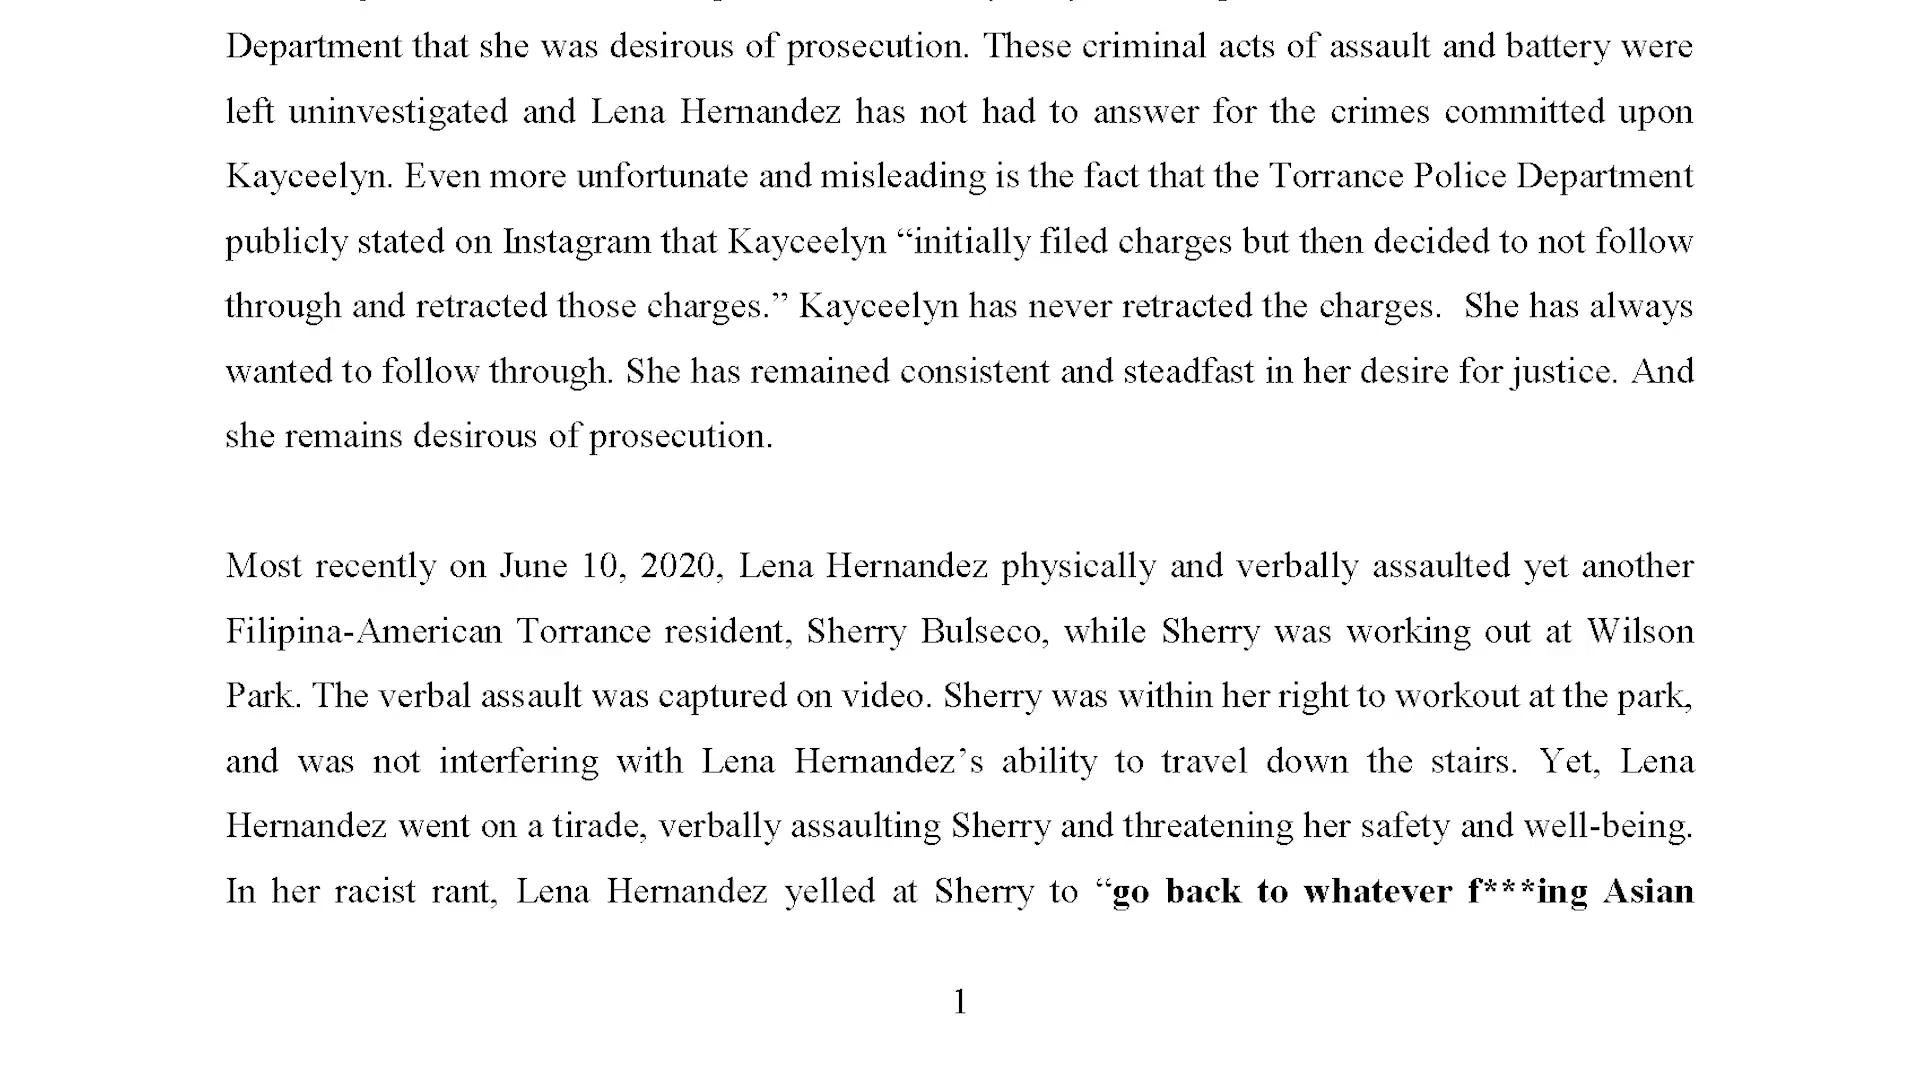 Department that she was desirous of prosecution. These criminal acts of assault and battery were
left uninvestigated and Lena Hernandez has not had to answer for the crimes committed upon
Kayceelyn. Even more unfortunate and misleading is the fact that the Torrance Police Department
publicly stated on Instagram that Kayceelyn “initially filed charges but then decided to not follow
through and retracted those charges.” Kayceelyn has never retracted the charges.  She has always
wanted to follow through. She has remained consistent and steadfast in her desire for justice. And
she remains desirous of prosecution.
Most recently on June 10, 2020, Lena Hernandez physically and verbally assaulted yet another
Filipina-American Torrance resident, Sherry Bulseco, while Sherry was working out at Wilson
Park. The verbal assault was captured on video. Sherry was within her right to workout at the park,
and was not interfering with Lena Hernandez’s ability to travel down the stairs. Yet, Lena
Hernandez went on a tirade, verbally assaulting Sherry and threatening her safety and well-being.
In her racist rant, Lena Hernandez yelled at Sherry to “go back to whatever f***ing Asian
1